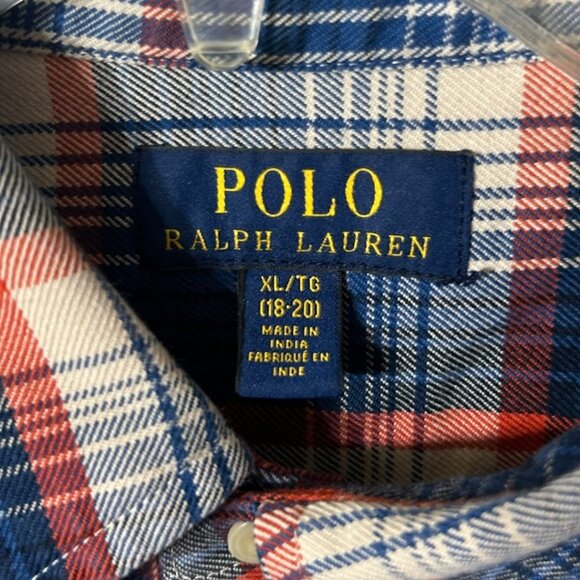 POLO
RALPH LAUREN
XL/TG
(18-20)
MADE IN
INDIA
FABRIQUÉ EN
INDE